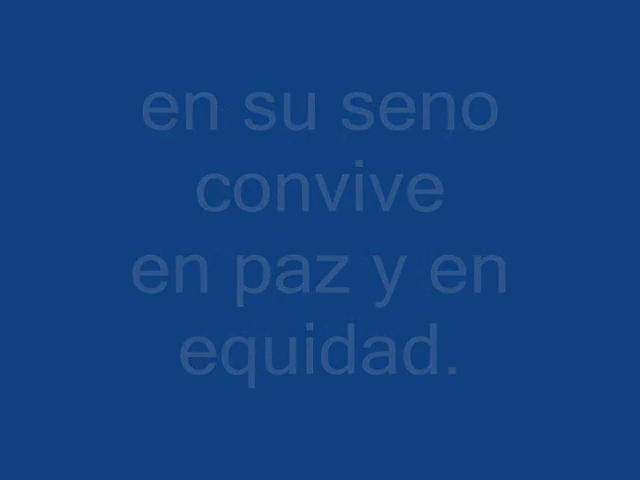 en su seno
convive
en paz y en
equidad.